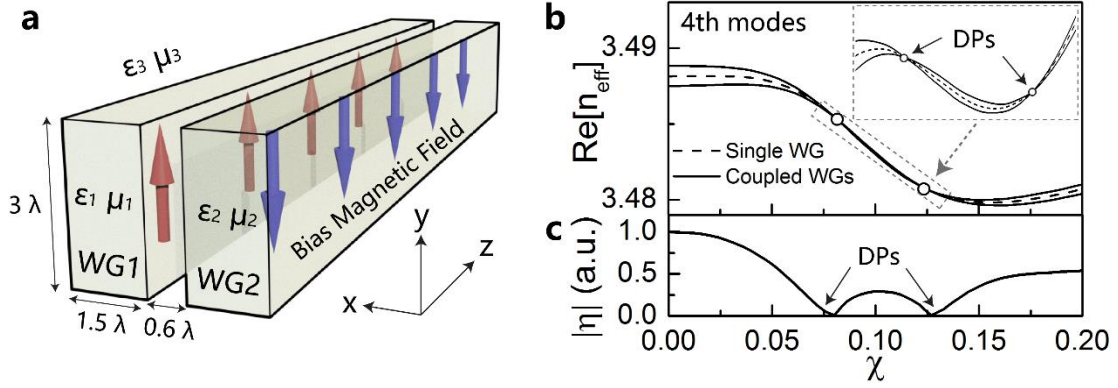 a
ε3 μ3
3 λ
ε1 μ1
WG1
ε2 μ2
WG2
Bias Magnetic Field
1.5 λ
0.6 λ
y
z
x
b
4th modes
DPs
Re[neff]
3.49
3.48
Single WG
Coupled WGs
c
|η| (a.u.)
1.0
0.5
0.0
DPs
0.00
0.05
0.10
0.15
0.20
χ